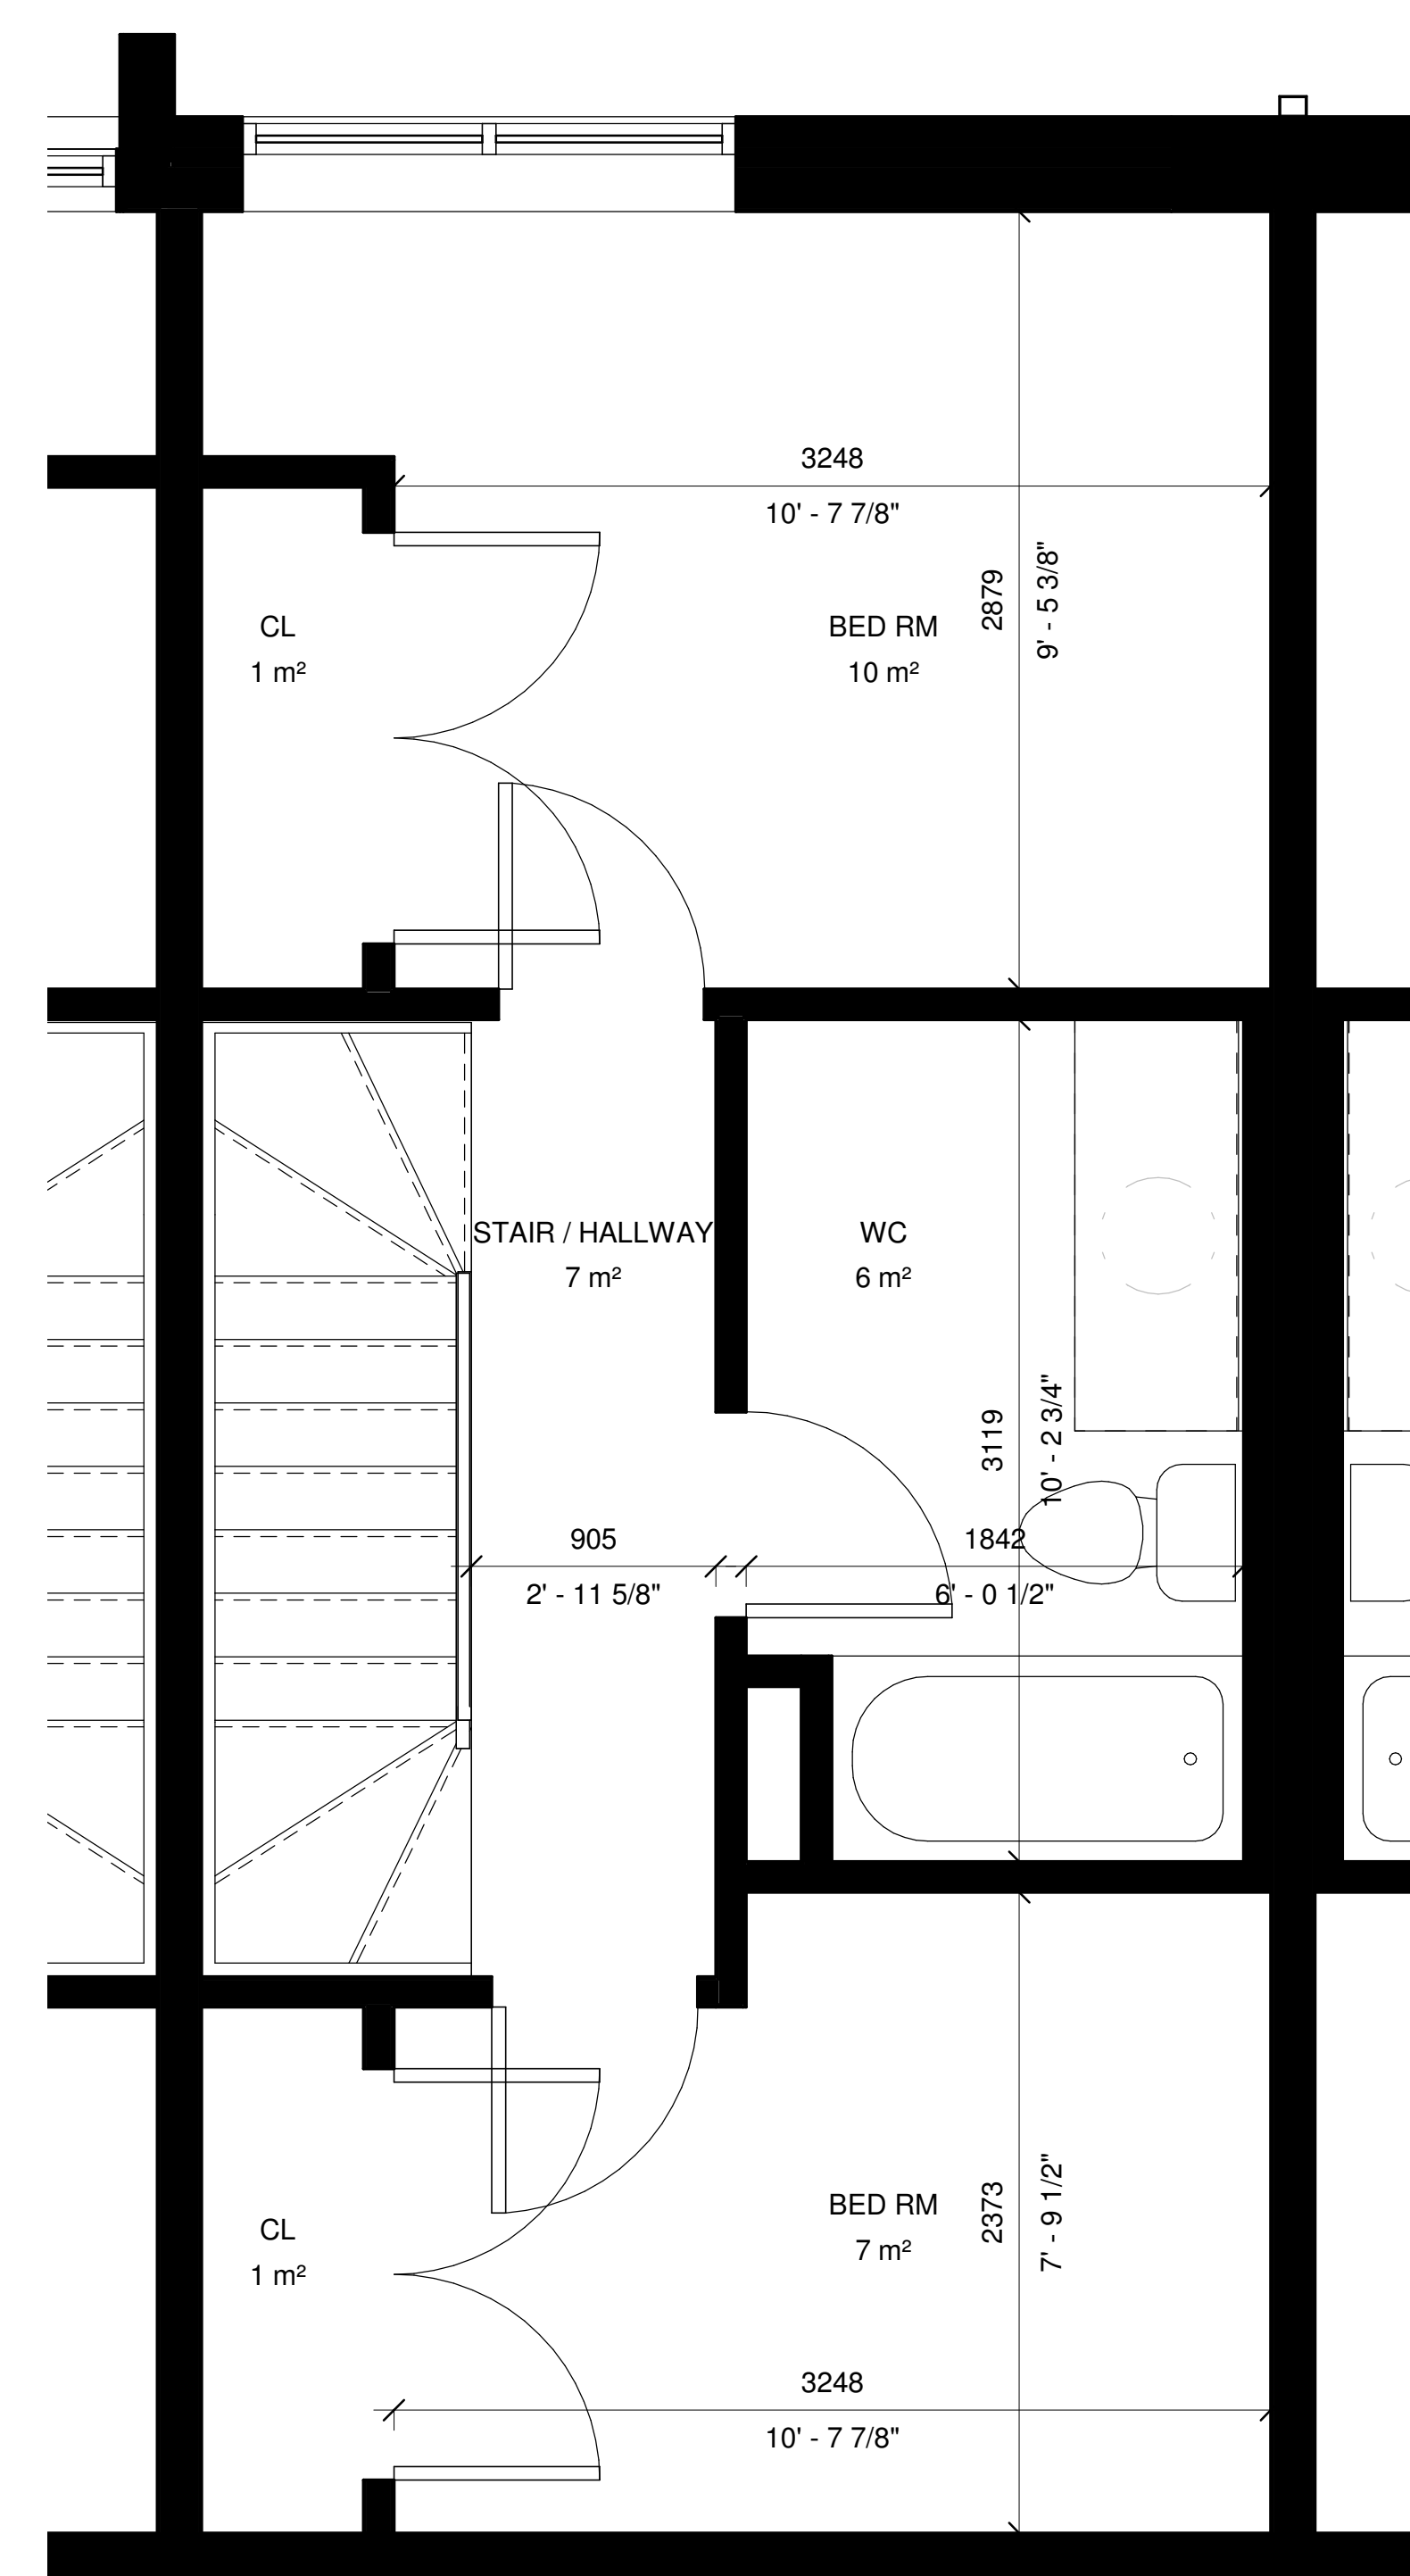 3248
10' - 7 7/8"
2879
9' - 5 3/8"
CL
1 m²
BED RM
10 m²
STAIR / HALLWAY
7 m²
WC
6 m²
3119
10' - 2 3/4"
905
2' - 11 5/8"
1842
6' - 0 1/2"
BED RM
7 m²
2373
7' - 9 1/2"
CL
1 m²
3248
10' - 7 7/8"